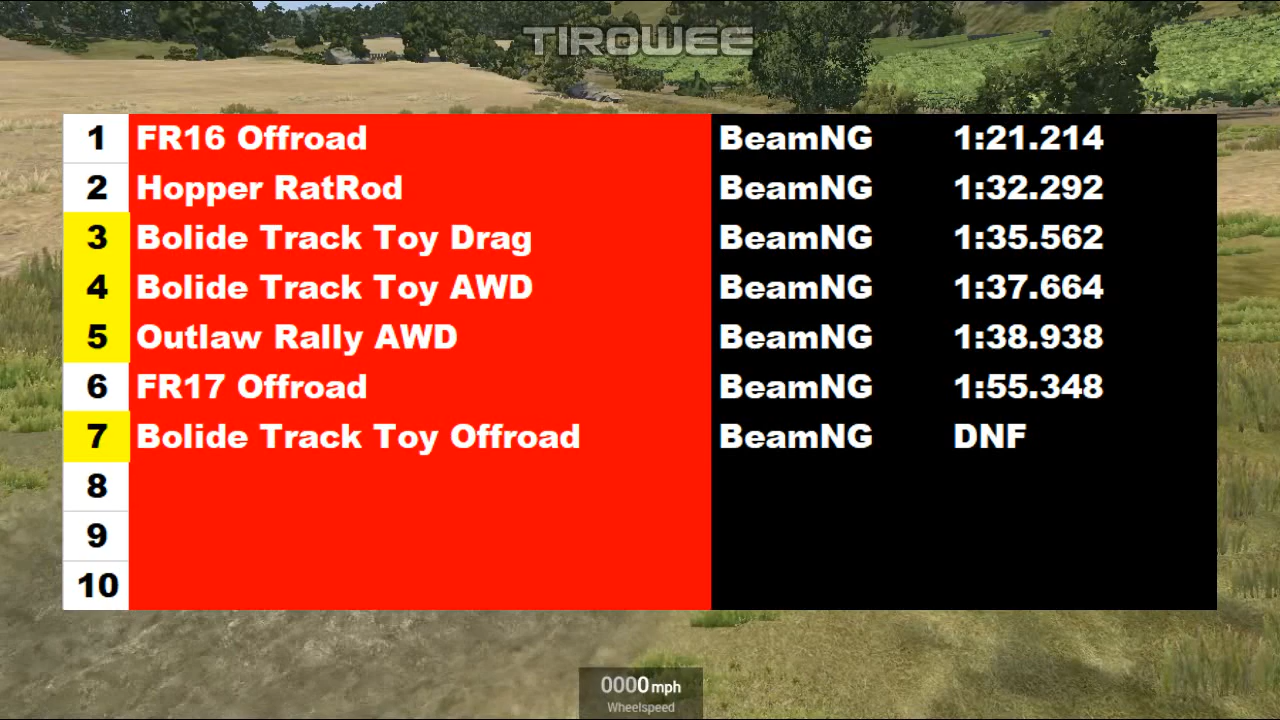 TIROWEE
1 FR16 Offroad BeamNG 1:21.214
2 Hopper RatRod BeamNG 1:32.292
3 Bolide Track Toy Drag BeamNG 1:35.562
4 Bolide Track Toy AWD BeamNG 1:37.664
5 Outlaw Rally AWD BeamNG 1:38.938
6 FR17 Offroad BeamNG 1:55.348
7 Bolide Track Toy Offroad BeamNG DNF
8
9
10
0000 mph
Wheelspeed